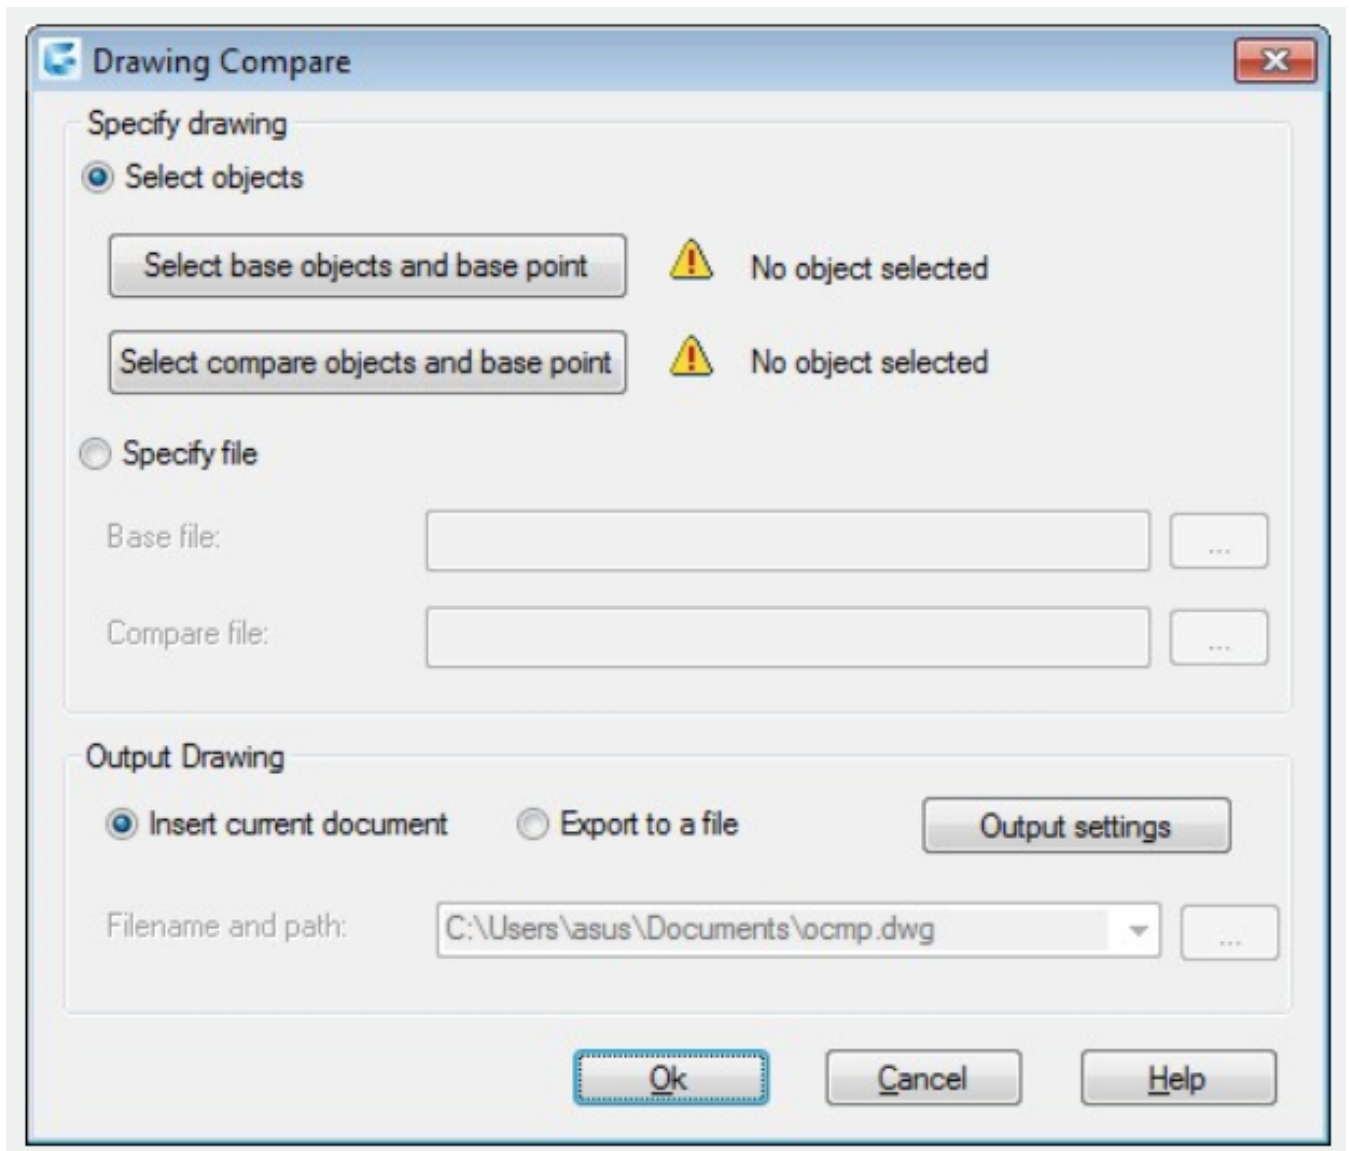 Drawing Compare
Specify drawing
Select objects
Select base objects and base point
No object selected
Select compare objects and base point
No object selected
Specify file
Base file:
...
Compare file:
...
Output Drawing
Insert current document
Export to a file
Output settings
Filename and path:
C:\Users\asus\Documents\ocmp.dwg
...
Ok
Cancel
Help